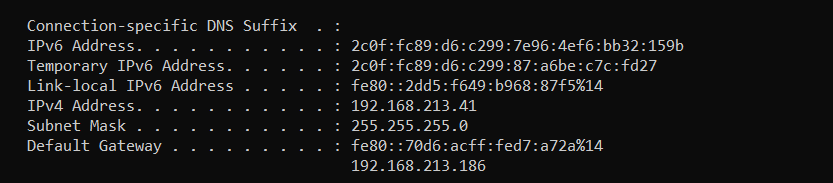 Connection-specific DNS Suffix  . :
IPv6 Address. . . . . . . . . . . : 2c0f:fc89:d6:c299:7e96:4ef6:bb32:159b
Temporary IPv6 Address. . . . . . : 2c0f:fc89:d6:c299:87:a6be:c7c:fd27
Link-local IPv6 Address . . . . . : fe80::2dd5:f649:b968:87f5%14
IPv4 Address. . . . . . . . . . . : 192.168.213.41
Subnet Mask . . . . . . . . . . . : 255.255.255.0
Default Gateway . . . . . . . . . : fe80::70d6:acff:fed7:a72a%14
192.168.213.186